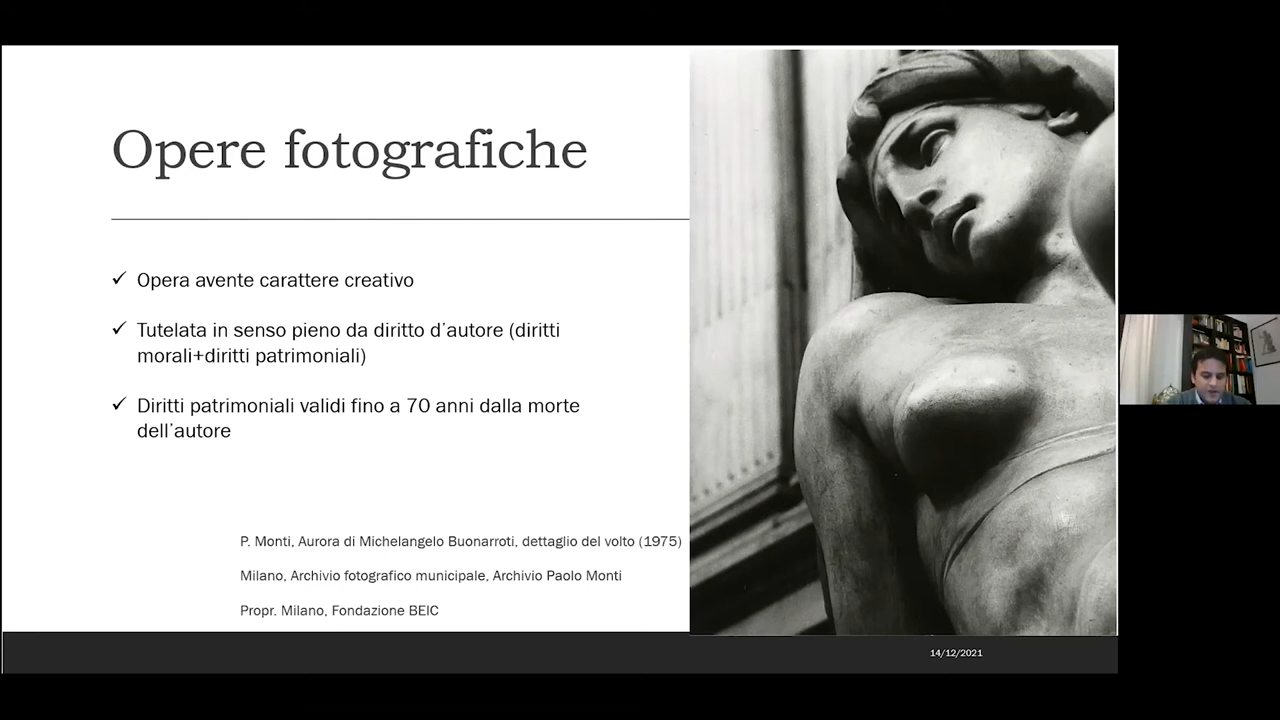 Opere fotografiche
✓ Opera avente carattere creativo
✓ Tutelata in senso pieno da diritto d'autore (diritti
morali+diritti patrimoniali)
✓ Diritti patrimoniali validi fino a 70 anni dalla morte
dell'autore
P. Monti, Aurora di Michelangelo Buonarroti, dettaglio del volto (1975)
Milano, Archivio fotografico municipale, Archivio Paolo Monti
Propr. Milano, Fondazione BEIC
14/12/2021